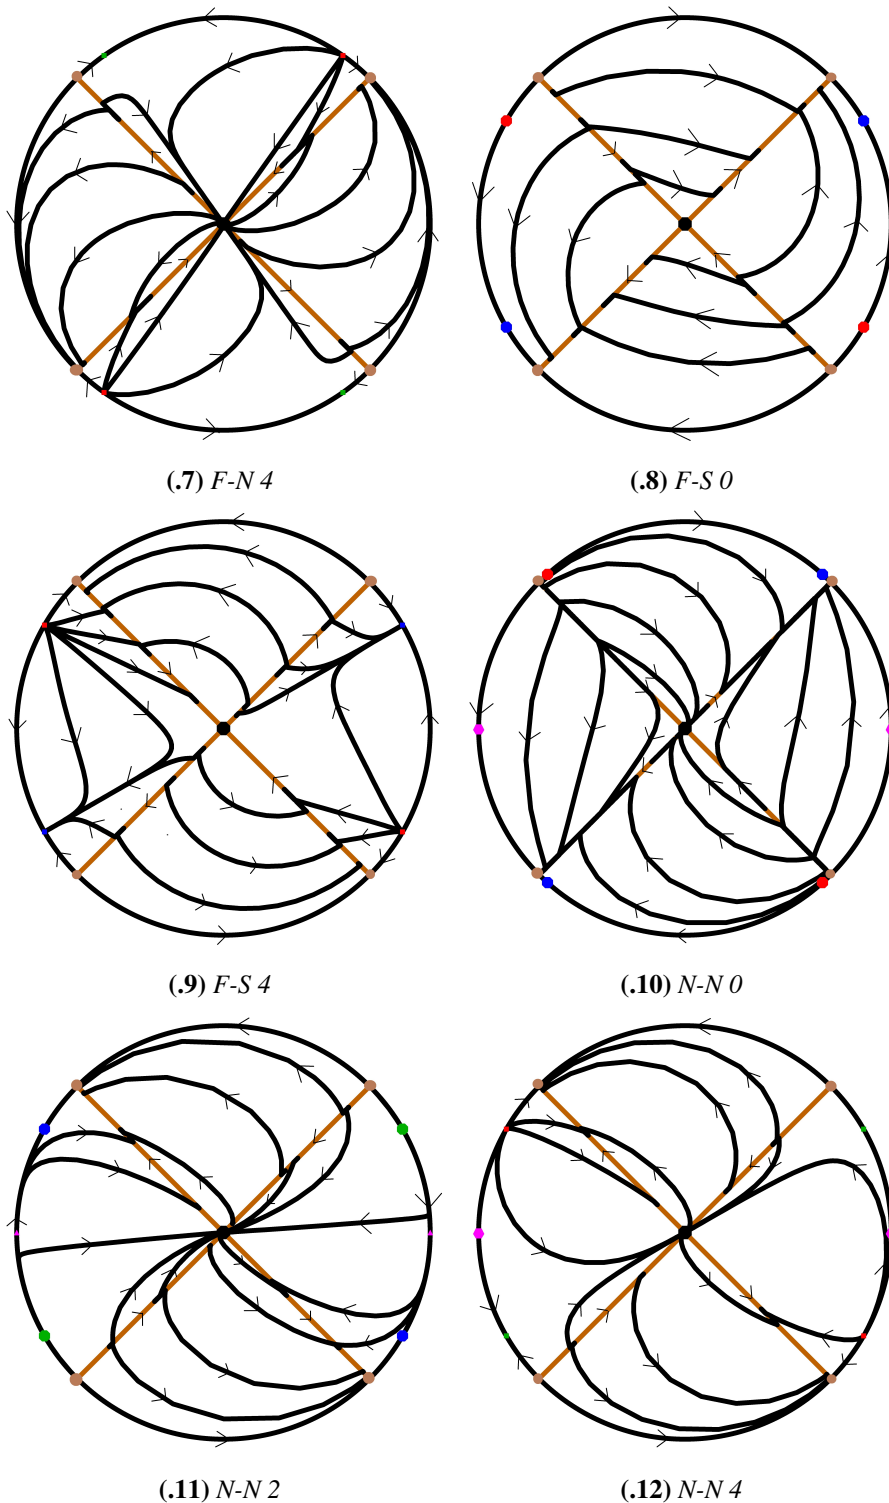 (.7) F-N 4
(.8) F-S 0
(.9) F-S 4
(.10) N-N 0
(.11) N-N 2
(.12) N-N 4